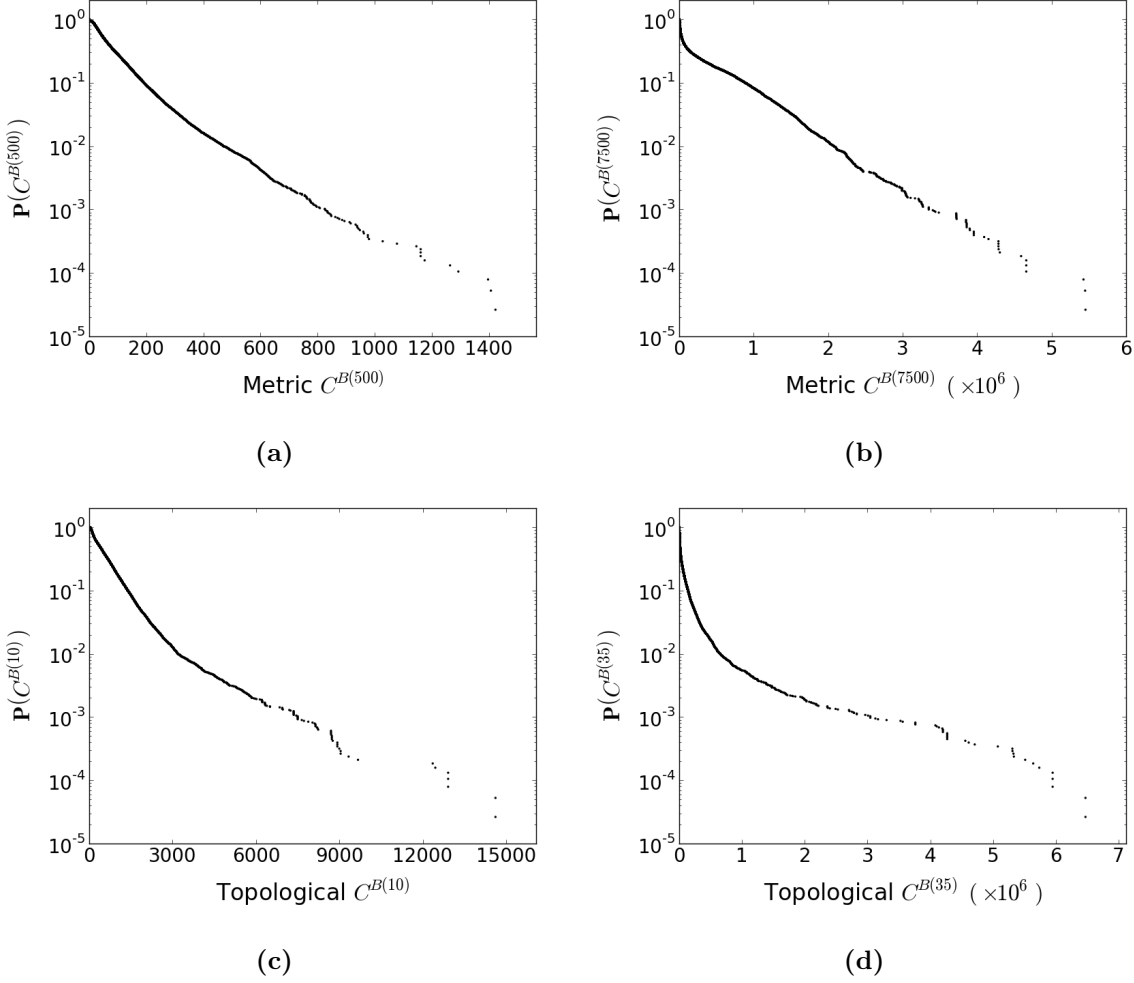 10^0
10^-1
10^-2
10^-3
10^-4
10^-5
P(C^{B(500)})
0 200 400 600 800 1000 1200 1400
Metric C^{B(500)}
(a)
10^0
10^-1
10^-2
10^-3
10^-4
10^-5
P(C^{B(7500)})
0 1 2 3 4 5 6
Metric C^{B(7500)} (×10^6)
(b)
10^0
10^-1
10^-2
10^-3
10^-4
10^-5
P(C^{B(10)})
0 3000 6000 9000 12000 15000
Topological C^{B(10)}
(c)
10^0
10^-1
10^-2
10^-3
10^-4
10^-5
P(C^{B(35)})
0 1 2 3 4 5 6 7
Topological C^{B(35)} (×10^6)
(d)